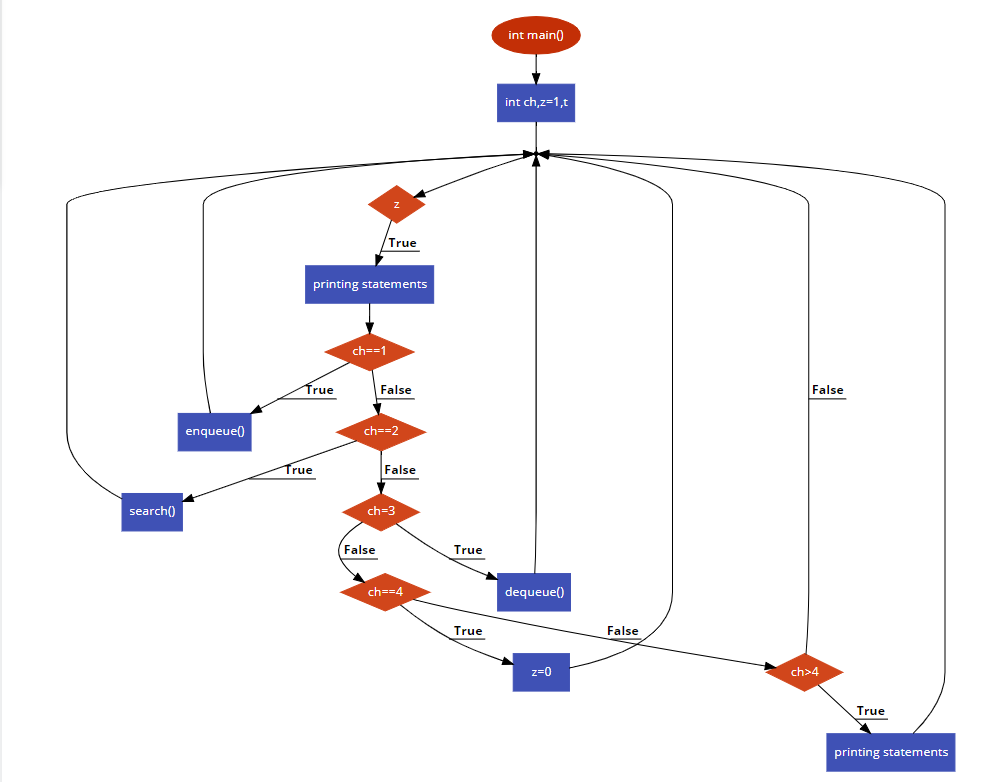 int main()
int ch,z=1,t
z
True
printing statements
ch==1
True
False
False
enqueue()
ch==2
True
False
search()
ch=3
False
True
ch==4
dequeue()
True
False
z=0
ch>4
True
printing statements